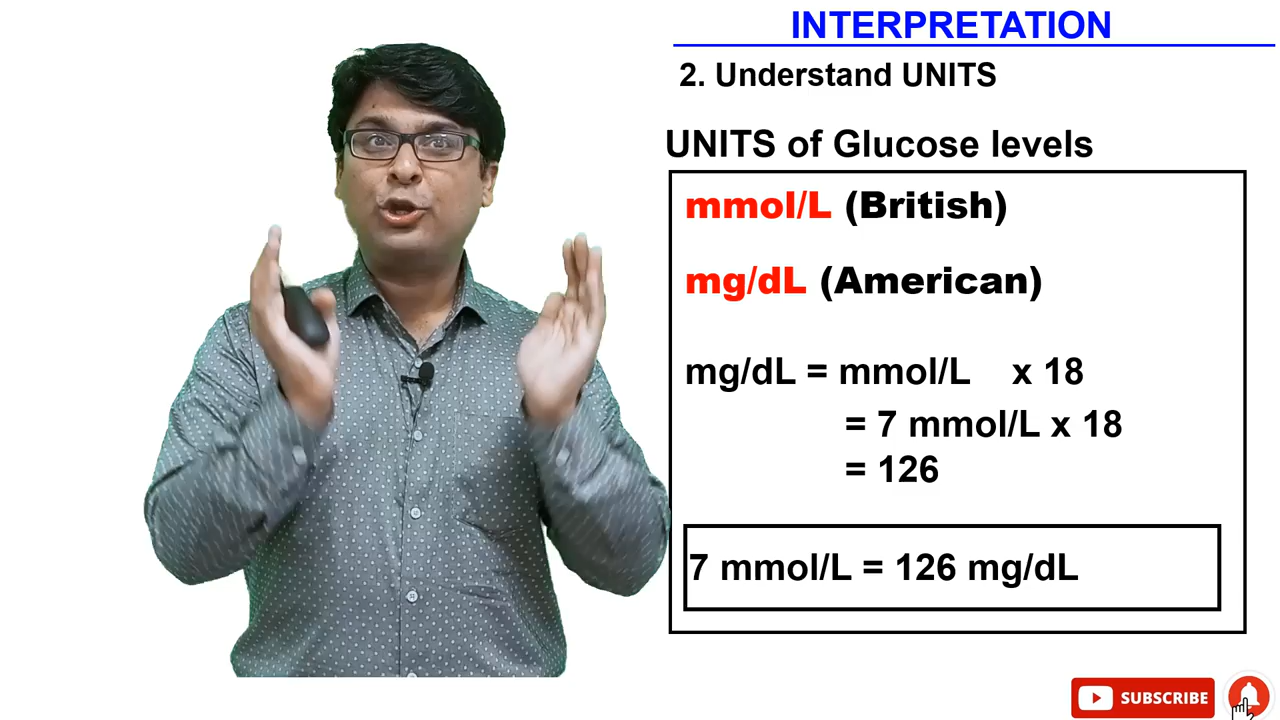 INTERPRETATION
2. Understand UNITS
UNITS of Glucose levels
mmol/L (British)
mg/dL (American)
mg/dL = mmol/L x 18
= 7 mmol/L x 18
= 126
7 mmol/L = 126 mg/dL
SUBSCRIBE